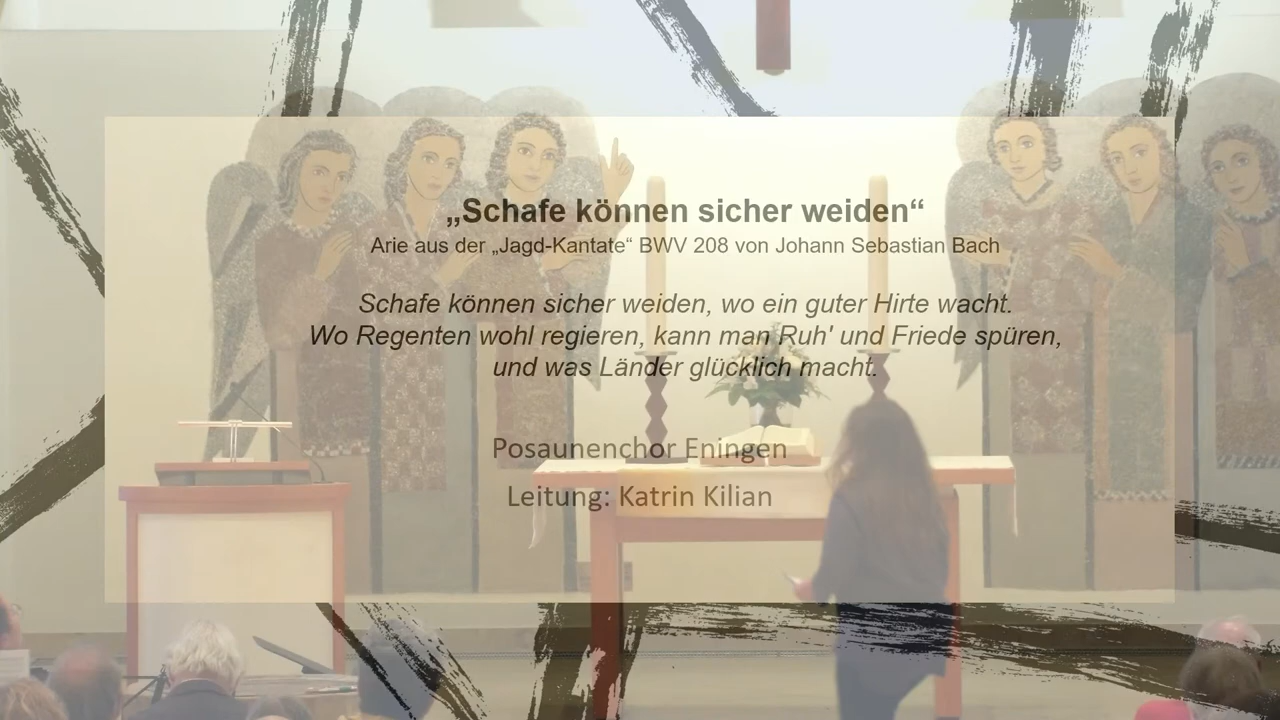 „Schafe können sicher weiden“
Arie aus der „Jagd-Kantate“ BWV 208 von Johann Sebastian Bach
Schafe können sicher weiden, wo ein guter Hirte wacht.
Wo Regenten wohl regieren, kann man Ruh' und Friede spüren,
und was Länder glücklich macht.
Posaunenchor Eningen
Leitung: Katrin Kilian